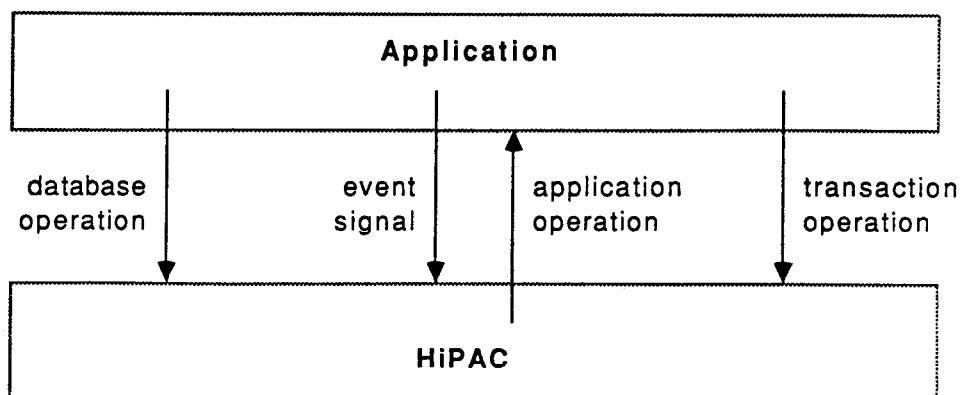 Application
database
operation
event
signal
application
operation
transaction
operation
HiPAC